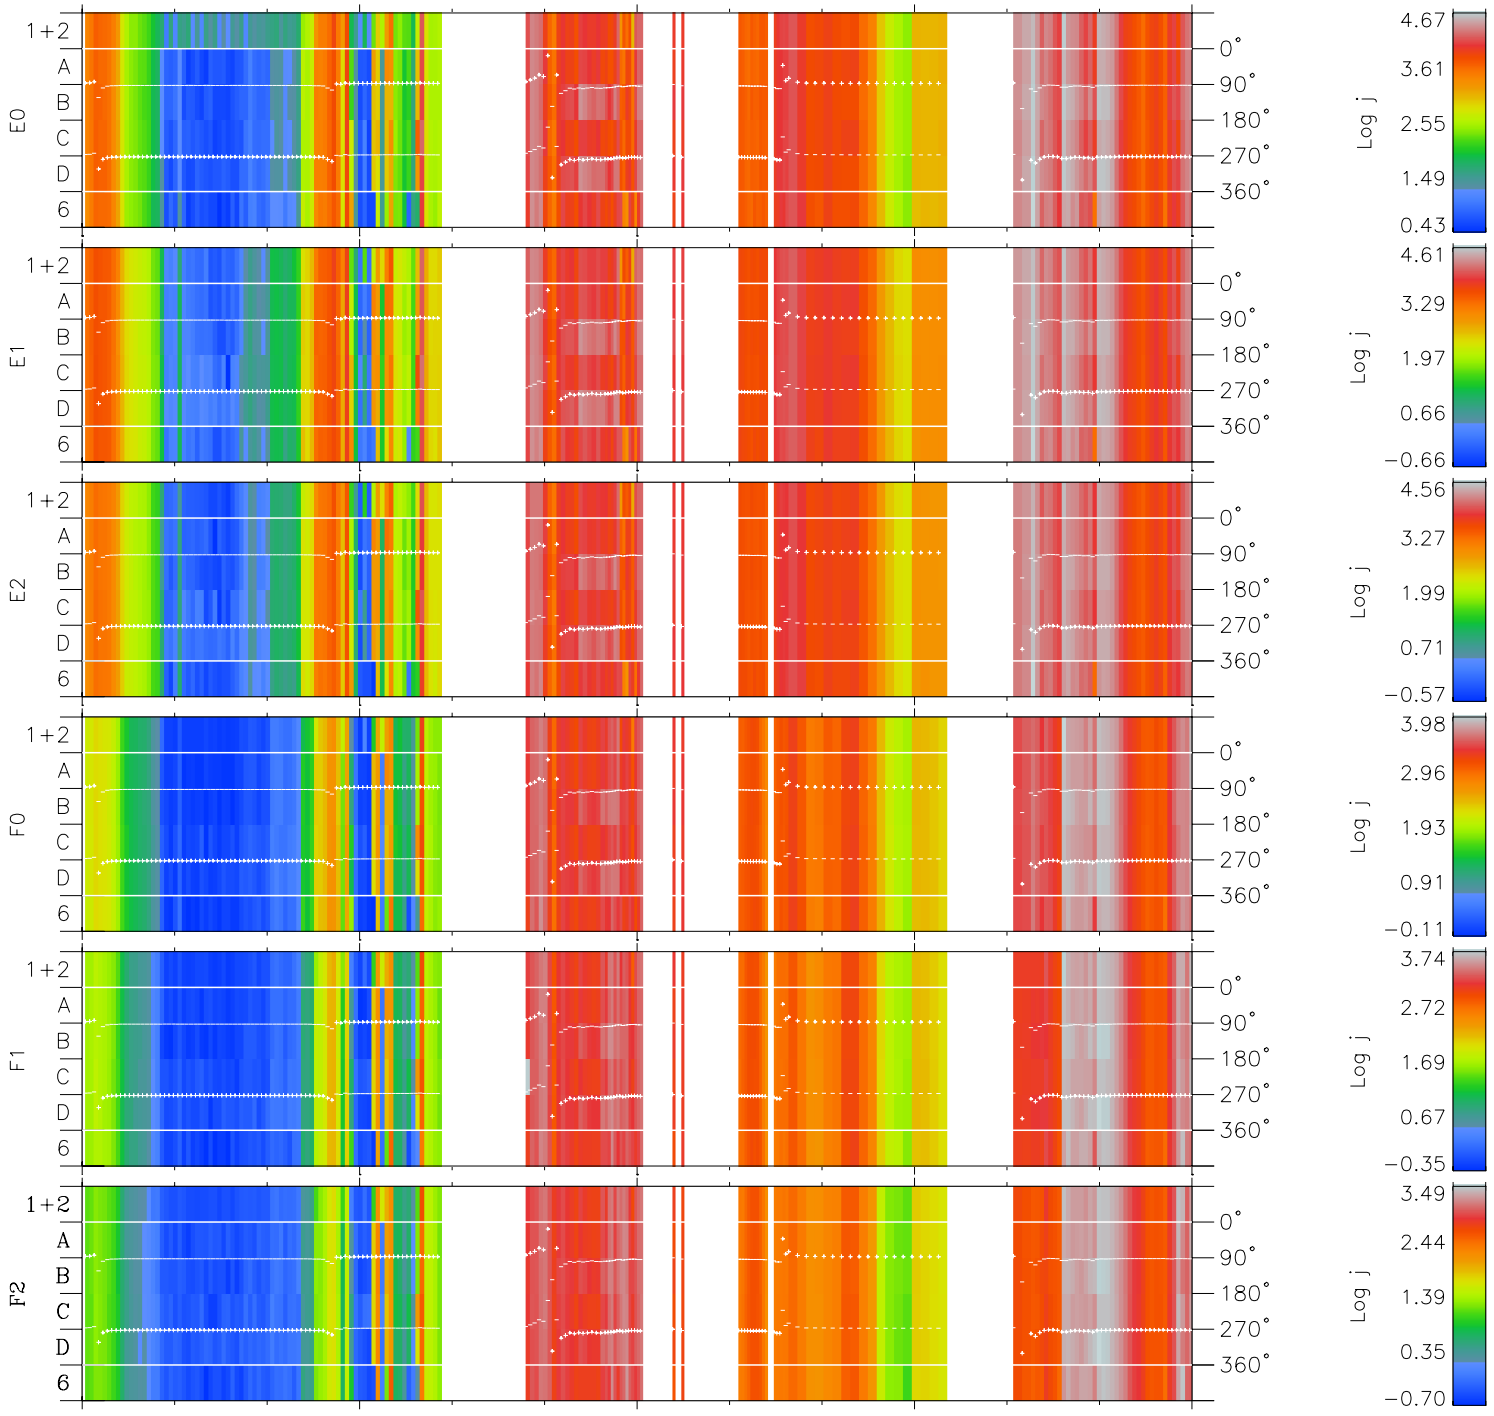 E0
1+2
A
B
C
D
6
0°
90°
180°
270°
360°
Log j
4.67
3.61
2.55
1.49
0.43
E1
1+2
A
B
C
D
6
0°
90°
180°
270°
360°
Log j
4.61
3.29
1.97
0.66
−0.66
E2
1+2
A
B
C
D
6
0°
90°
180°
270°
360°
Log j
4.56
3.27
1.99
0.71
−0.57
F0
1+2
A
B
C
D
6
0°
90°
180°
270°
360°
Log j
3.98
2.96
1.93
0.91
−0.11
F1
1+2
A
B
C
D
6
0°
90°
180°
270°
360°
Log j
3.74
2.72
1.69
0.67
−0.35
F2
1+2
A
B
C
D
6
0°
90°
180°
270°
360°
Log j
3.49
2.44
1.39
0.35
−0.70